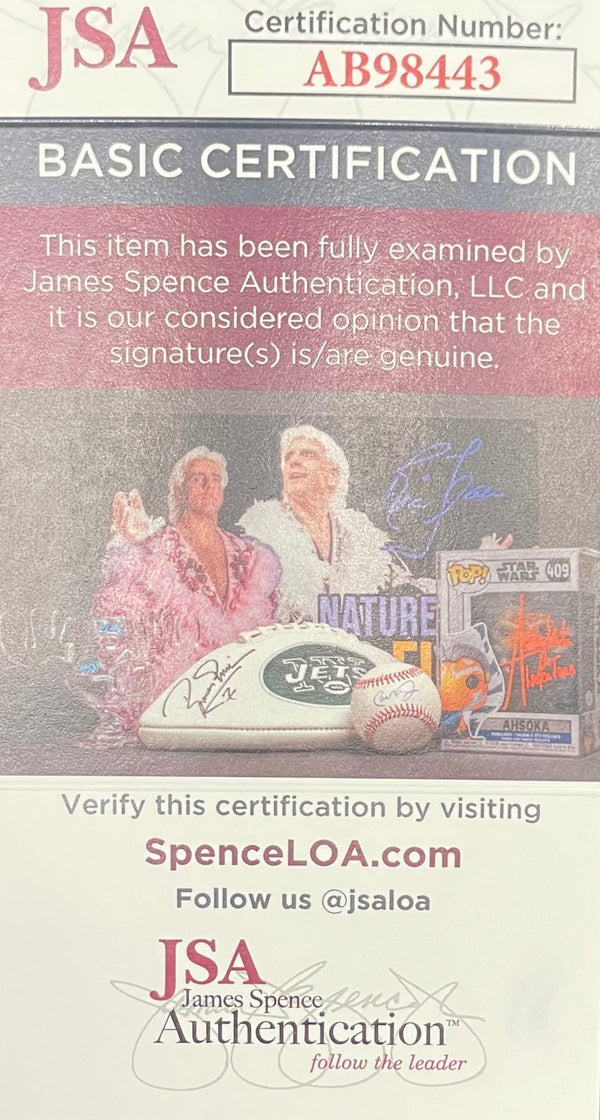 JSA
Certification Number:
AB98443
BASIC CERTIFICATION
This item has been fully examined by
James Spence Authentication, LLC and
it is our considered opinion that the
signature(s) is/are genuine.
NATURE
JETS
POP! STAR WARS 409
AHSOKA
Verify this certification by visiting
SpenceLOA.com
Follow us @jsaloa
JSA
James Spence
Authentication™
follow the leader